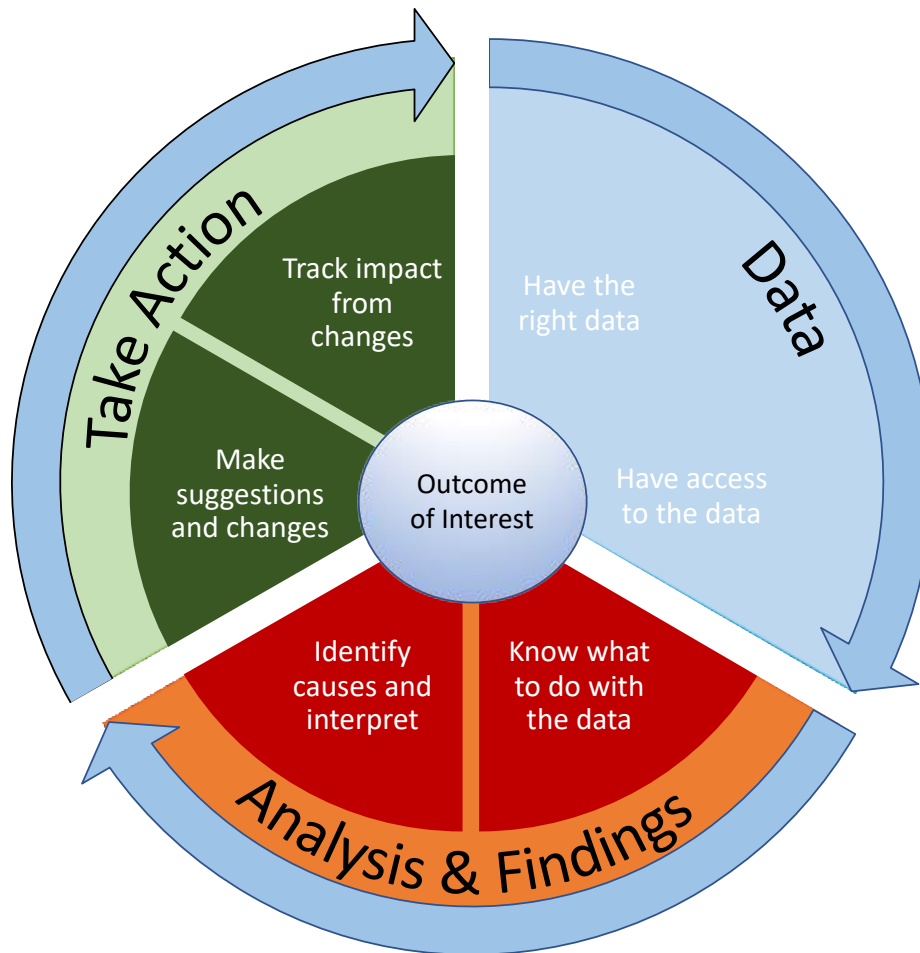 Data
Have the
right data
Have access
to the data
Analysis & Findings
Know what
to do with
the data
Identify
causes and
interpret
Take Action
Make
suggestions
and changes
Track impact
from
changes
Outcome
of Interest